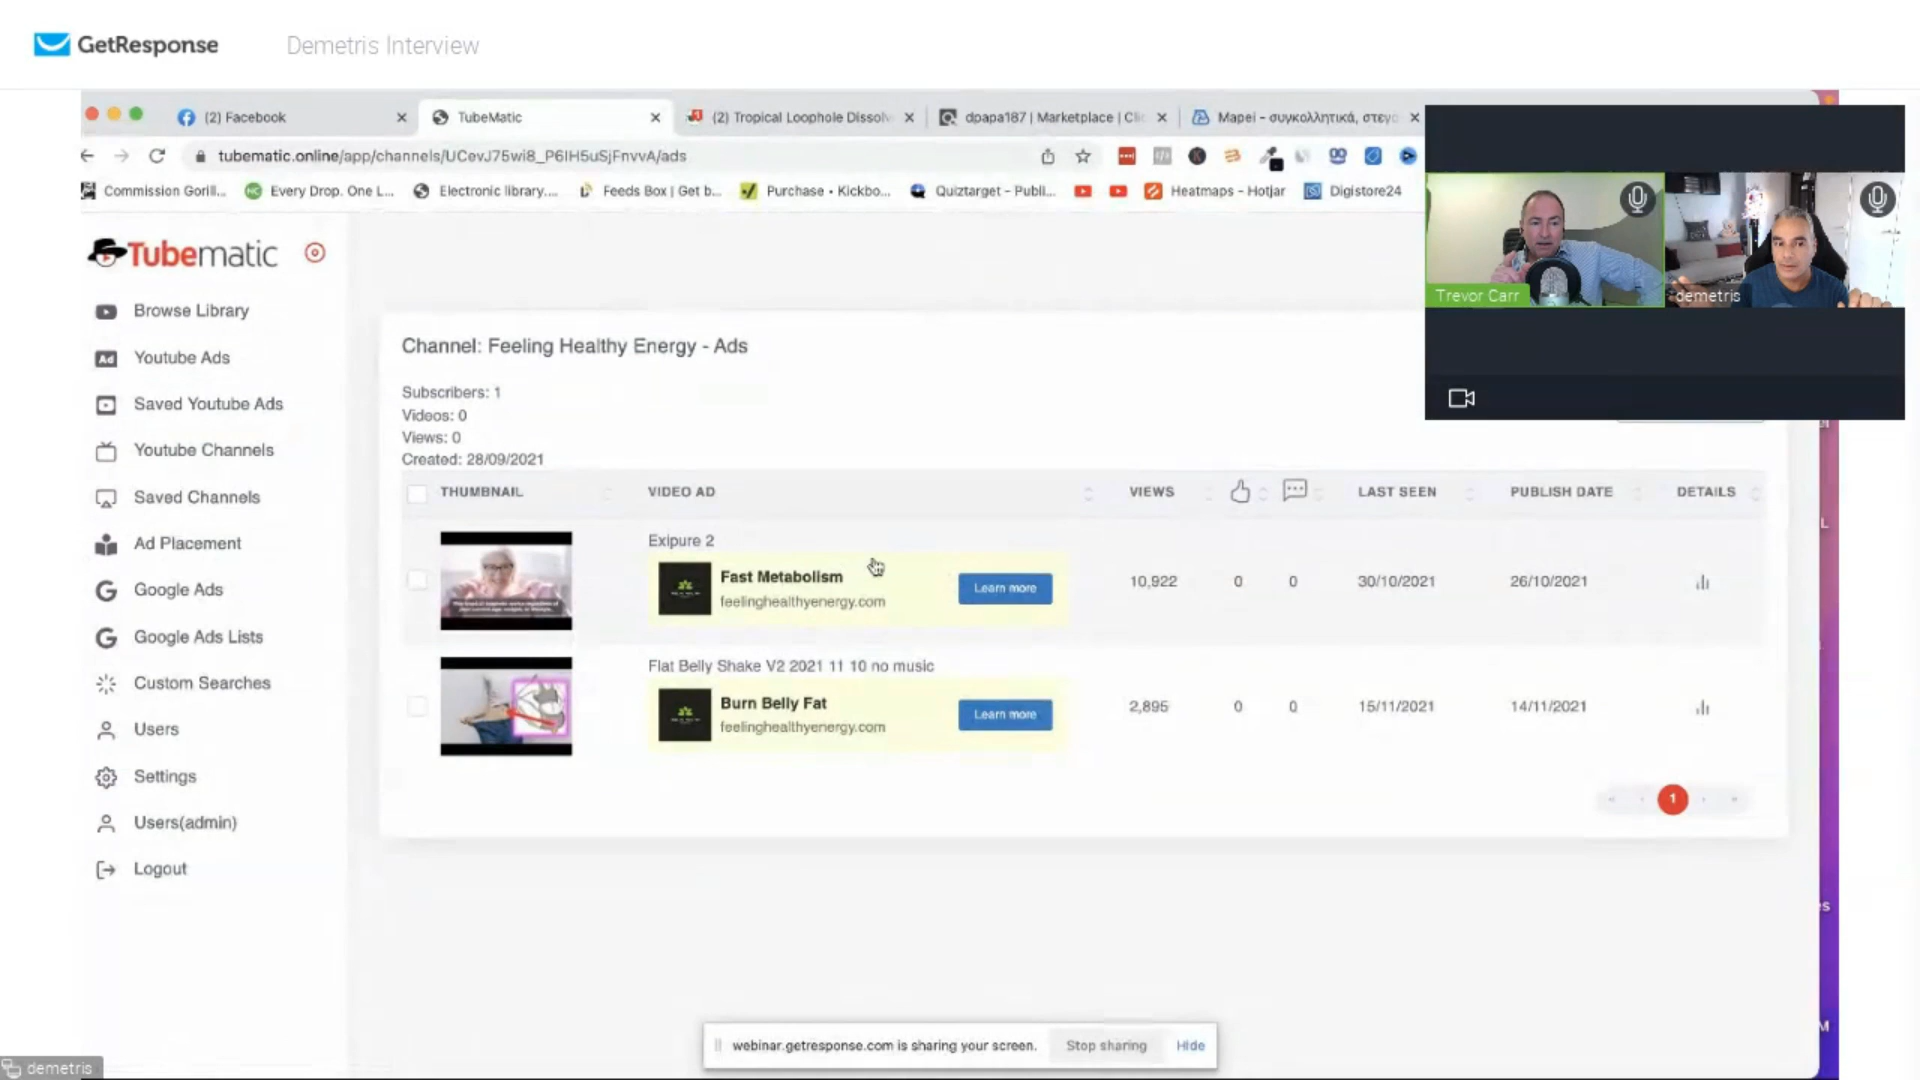 GetResponse
Demetris Interview
(2) Facebook
TubeMatic
(2) Tropical Loophole Dissolv
dpapa187 | Marketplace | Cli
Mapei - συγκολλητικά, στεγα
tubematic.online/app/channels/UCevJ75wi8_P6IH5uSjFnvvA/ads
Commission Gorill...
Every Drop. One L...
Electronic library....
Feeds Box | Get b...
Purchase • Kickbo...
Quiztarget - Publi...
Heatmaps - Hotjar
Digistore24
Trevor Carr
demetris
Tubematic
Browse Library
Youtube Ads
Saved Youtube Ads
Youtube Channels
Saved Channels
Ad Placement
Google Ads
Google Ads Lists
Custom Searches
Users
Settings
Users(admin)
Logout
Channel: Feeling Healthy Energy - Ads
Subscribers: 1
Videos: 0
Views: 0
Created: 28/09/2021
THUMBNAIL VIDEO AD VIEWS LAST SEEN PUBLISH DATE DETAILS
Exipure 2
Fast Metabolism
feelinghealthyenergy.com
Learn more
10,922 0 0 30/10/2021 26/10/2021
Flat Belly Shake V2 2021 11 10 no music
Burn Belly Fat
feelinghealthyenergy.com
Learn more
2,895 0 0 15/11/2021 14/11/2021
1
webinar.getresponse.com is sharing your screen.
Stop sharing
Hide
demetris